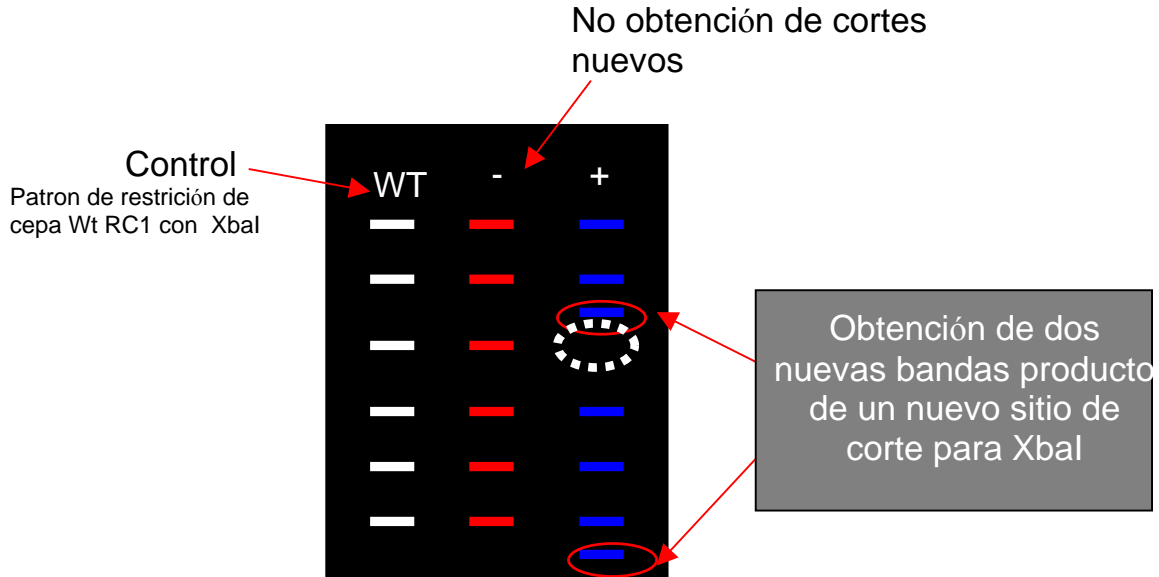 No obtención de cortes
nuevos
Control
Patron de restrición de
cepa Wt RC1 con XbaI
WT - +
Obtención de dos
nuevas bandas producto
de un nuevo sitio de
corte para XbaI